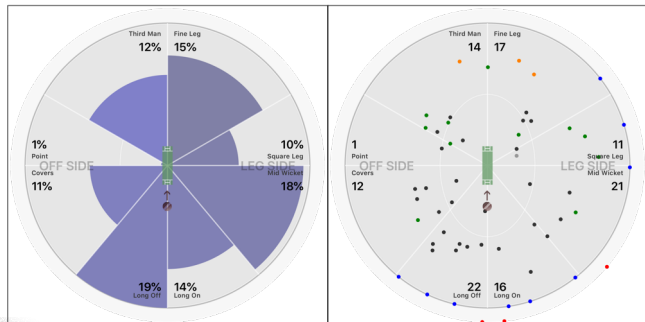 Third Man
Fine Leg
12%
15%
1%
Point
OFF SIDE
Covers
11%
10%
Square Leg
LEG SIDE
Mid Wicket
18%
19%
Long Off
14%
Long On
Third Man
Fine Leg
14
17
1
Point
OFF SIDE
Covers
12
11
Square Leg
LEG SIDE
Mid Wicket
21
22
Long Off
16
Long On